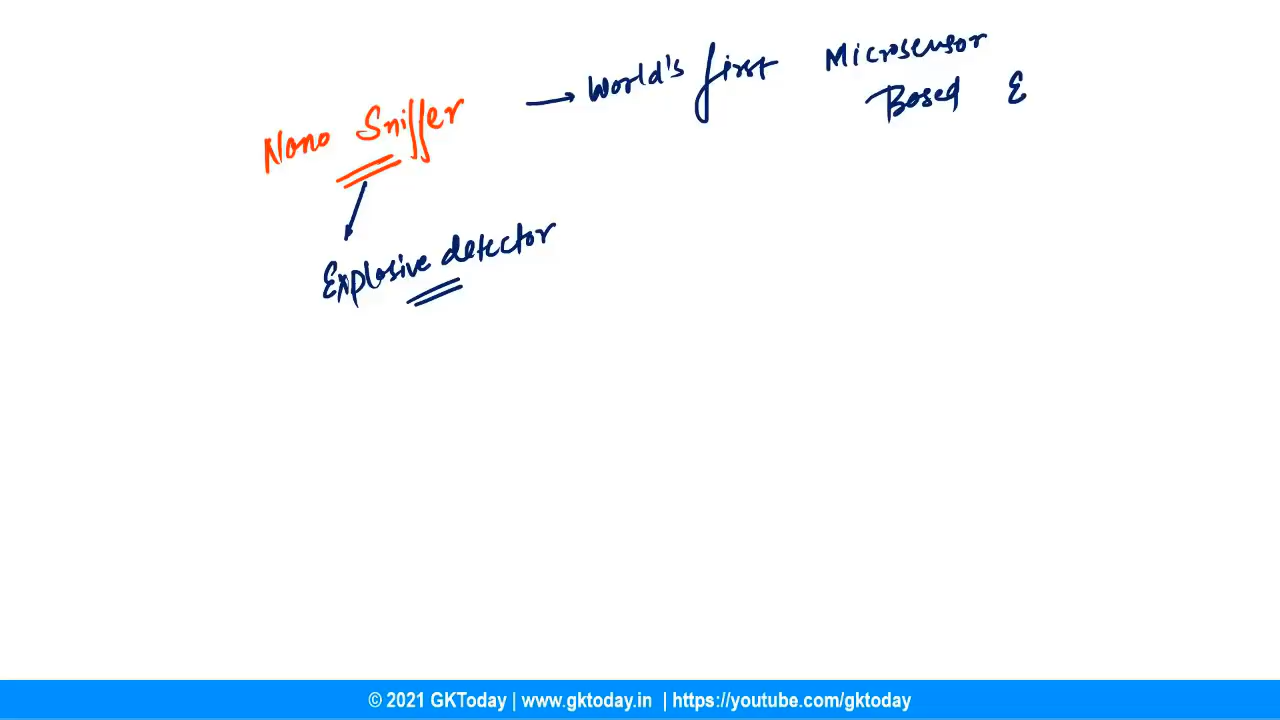 Nano Sniffer → World's first Microsensor
Based E
Explosive detector
© 2021 GKToday | www.gktoday.in | https://youtube.com/gktoday